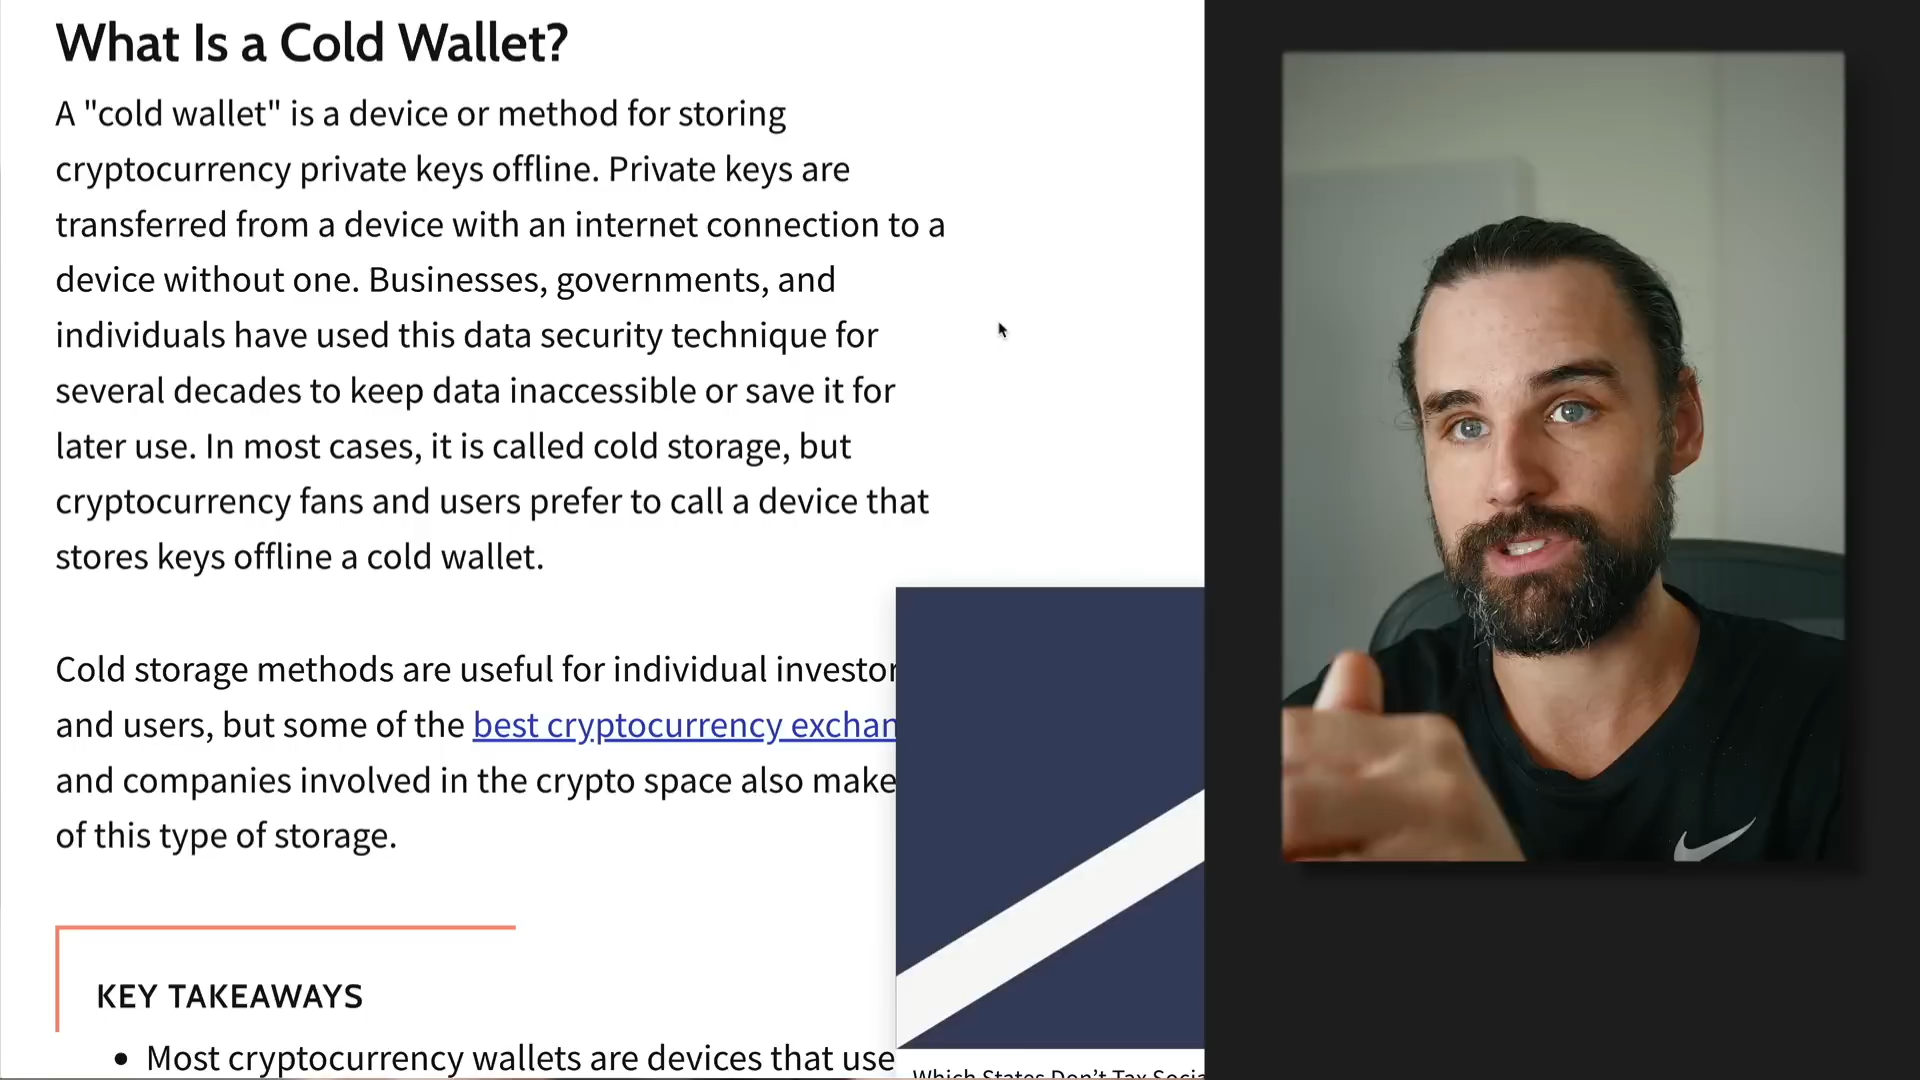 What Is a Cold Wallet?
A "cold wallet" is a device or method for storing
cryptocurrency private keys offline. Private keys are
transferred from a device with an internet connection to a
device without one. Businesses, governments, and
individuals have used this data security technique for
several decades to keep data inaccessible or save it for
later use. In most cases, it is called cold storage, but
cryptocurrency fans and users prefer to call a device that
stores keys offline a cold wallet.
Cold storage methods are useful for individual investor
and users, but some of the best cryptocurrency exchan
and companies involved in the crypto space also make
of this type of storage.
KEY TAKEAWAYS
• Most cryptocurrency wallets are devices that use
Which States Don't Tax Socia